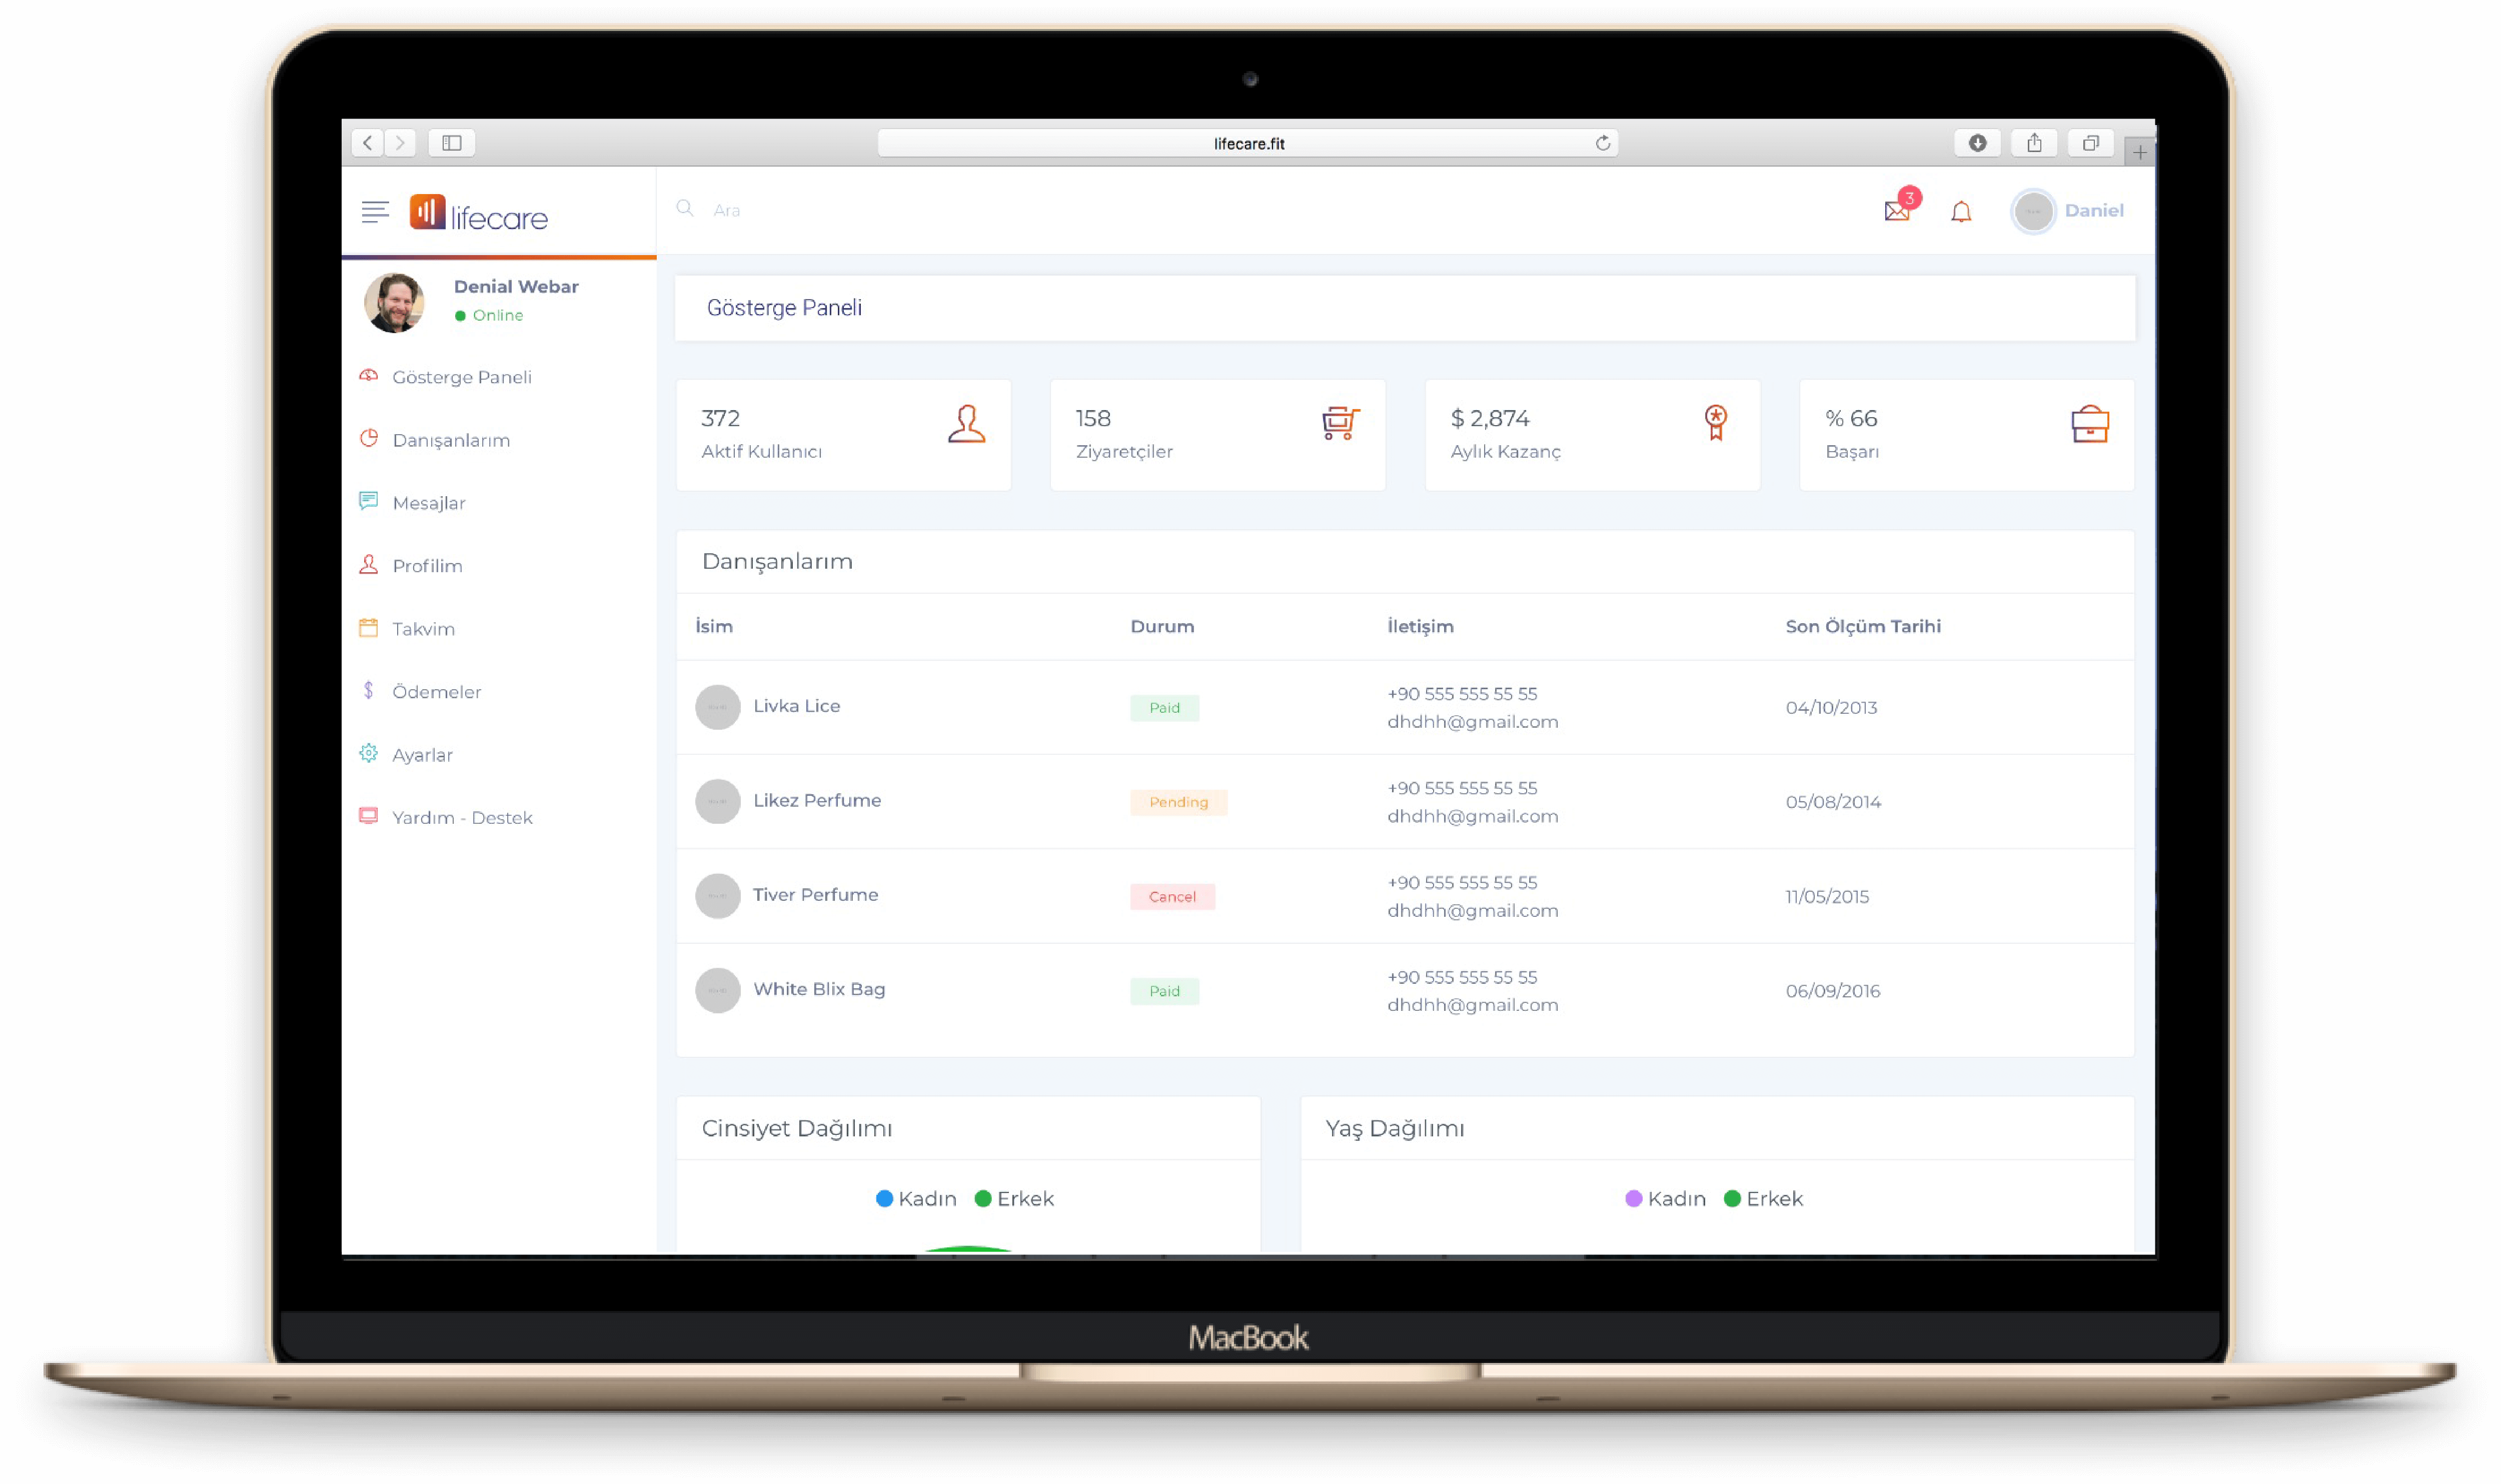 lifecare.fit
lifecare
Ara
3
Daniel
Denial Webar
Online
Gösterge Paneli
Danışanlarım
Mesajlar
Profilim
Takvim
Ödemeler
Ayarlar
Yardım - Destek
Gösterge Paneli
372
Aktif Kullanıcı
158
Ziyaretçiler
$ 2,874
Aylık Kazanç
% 66
Başarı
Danışanlarım
İsim Durum İletişim Son Ölçüm Tarihi
Livka Lice Paid +90 555 555 55 55 04/10/2013
dhdhh@gmail.com
Likez Perfume Pending +90 555 555 55 55 05/08/2014
dhdhh@gmail.com
Tiver Perfume Cancel +90 555 555 55 55 11/05/2015
dhdhh@gmail.com
White Blix Bag Paid +90 555 555 55 55 06/09/2016
dhdhh@gmail.com
Cinsiyet Dağılımı
Kadın Erkek
Yaş Dağılımı
Kadın Erkek
MacBook